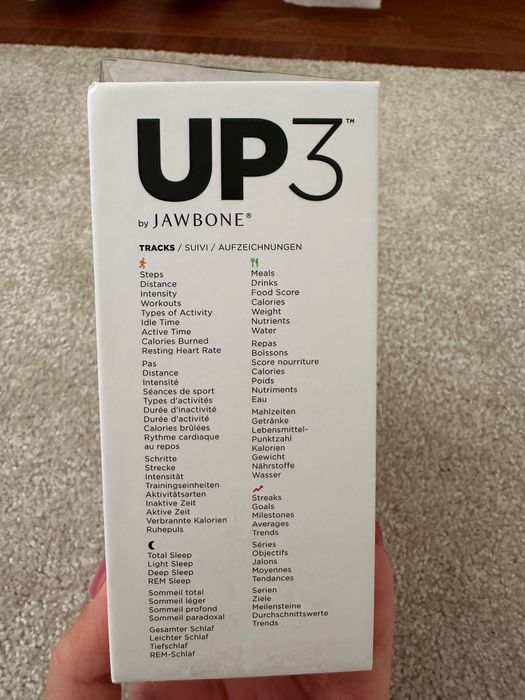 UP3™
by JAWBONE®
TRACKS / SUIVI / AUFZEICHNUNGEN
Steps
Distance
Intensity
Workouts
Types of Activity
Idle Time
Active Time
Calories Burned
Resting Heart Rate
Pas
Distance
Intensité
Séances de sport
Types d'activités
Durée d'inactivité
Durée d'activité
Calories brûlées
Rythme cardiaque
au repos
Schritte
Strecke
Intensität
Trainingseinheiten
Aktivitätsarten
Inaktive Zeit
Aktive Zeit
Verbrannte Kalorien
Ruhepuls
Total Sleep
Light Sleep
Deep Sleep
REM Sleep
Sommeil total
Sommeil léger
Sommeil profond
Sommeil paradoxal
Gesamter Schlaf
Leichter Schlaf
Tiefschlaf
REM-Schlaf
Meals
Drinks
Food Score
Calories
Weight
Nutrients
Water
Repas
Boissons
Score nourriture
Calories
Poids
Nutriments
Eau
Mahlzeiten
Getränke
Lebensmittel-
Punktzahl
Kalorien
Gewicht
Nährstoffe
Wasser
Streaks
Goals
Milestones
Averages
Trends
Séries
Objectifs
Jalons
Moyennes
Tendances
Serien
Ziele
Meilensteine
Durchschnittswerte
Trends